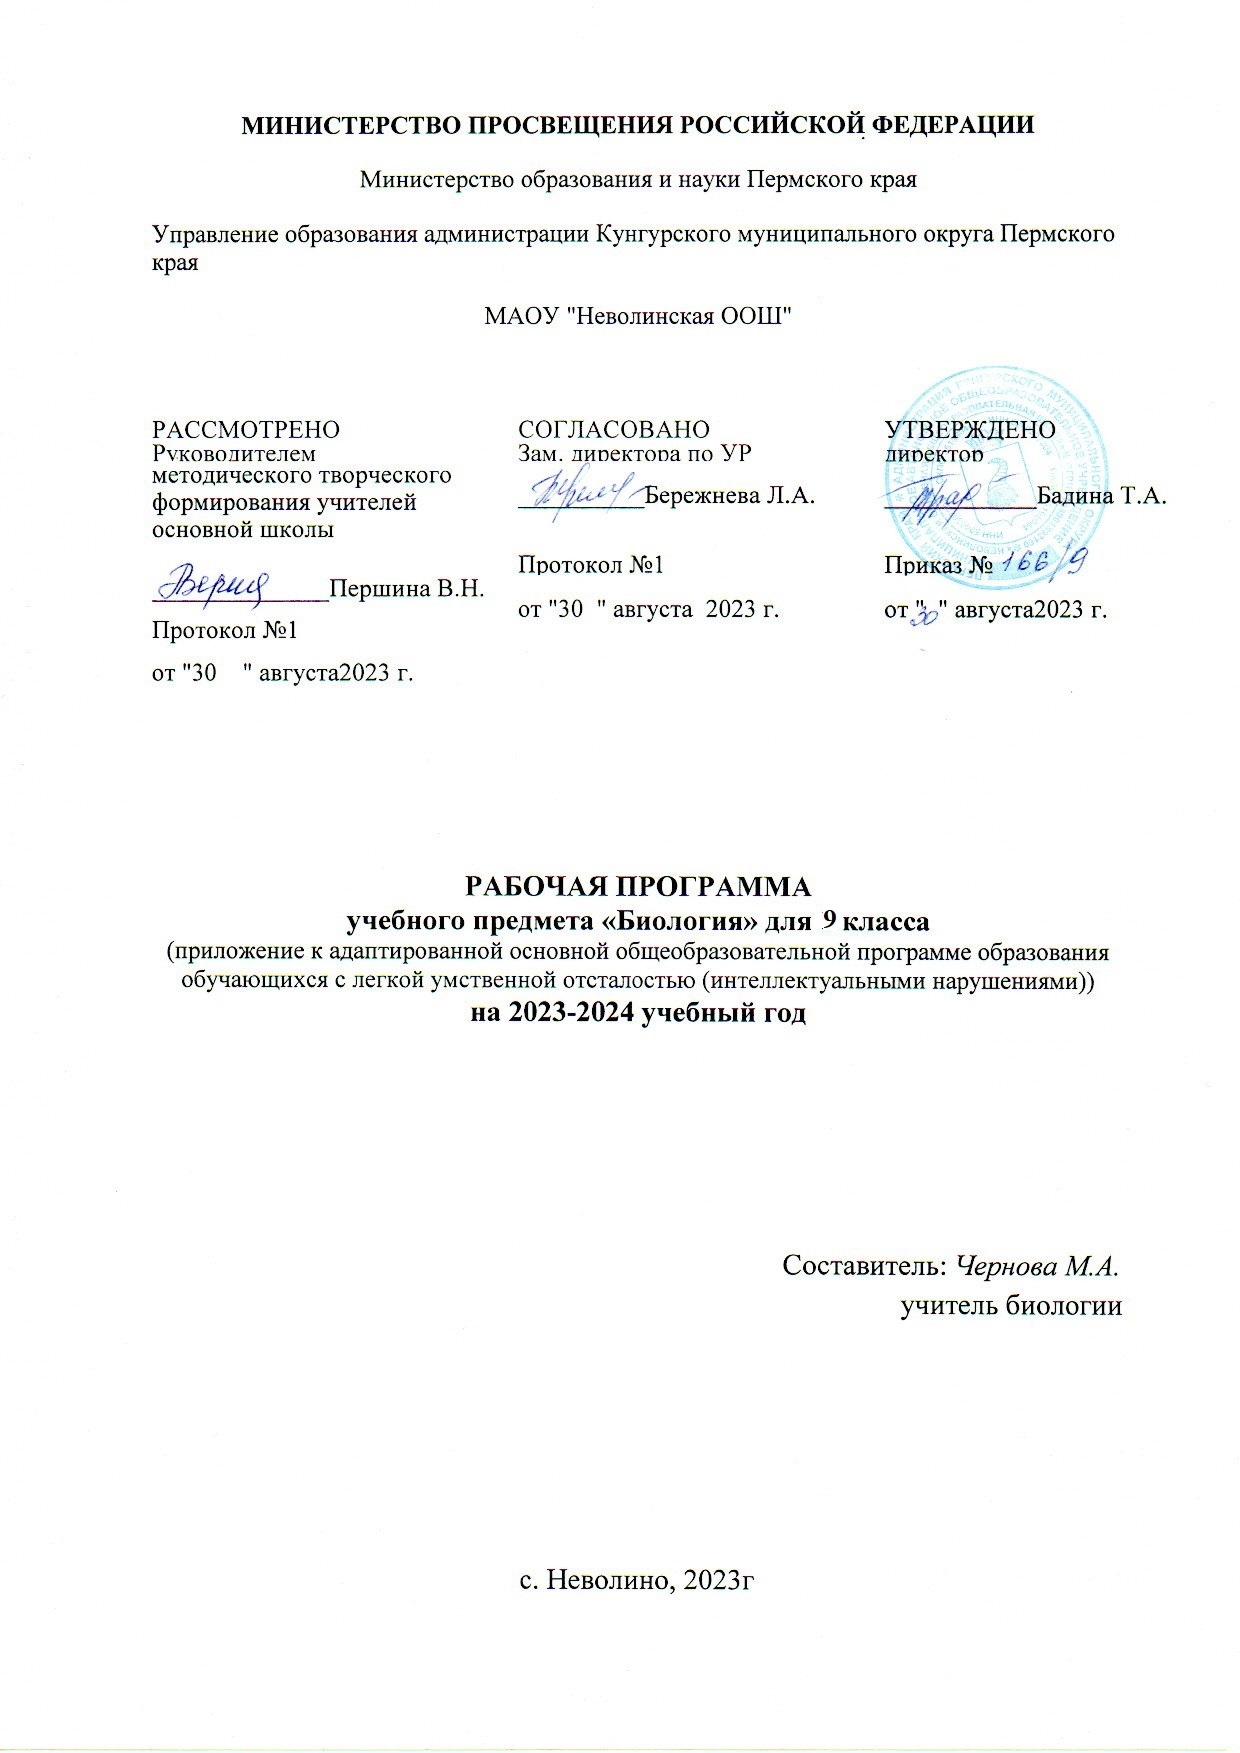 МИНИСТЕРСТВО ПРОСВЕЩЕНИЯ РОССИЙСКОЙ ФЕДЕРАЦИИ
Министерство образования и науки Пермского края
Управление образования администрации Кунгурского муниципального округа Пермского
края
МАОУ "Неволинская ООШ"
РАССМОТРЕНО
Руководителем
методического творческого
формирования учителей
основной школы
Першина В.Н.
Протокол №1
от "30 " августа2023 г.
СОГЛАСОВАНО
Зам. директора по УР
Бережнева Л.А.
Протокол №1
от "30 " августа 2023 г.
УТВЕРЖДЕНО
директор
Бадина Т.А.
Приказ № 166/9
от "30" августа2023 г.
РАБОЧАЯ ПРОГРАММА
учебного предмета «Биология» для 9 класса
(приложение к адаптированной основной общеобразовательной программе образования
обучающихся с легкой умственной отсталостью (интеллектуальными нарушениями))
на 2023-2024 учебный год
Составитель: Чернова М.А.
учитель биологии
с. Неволино, 2023г